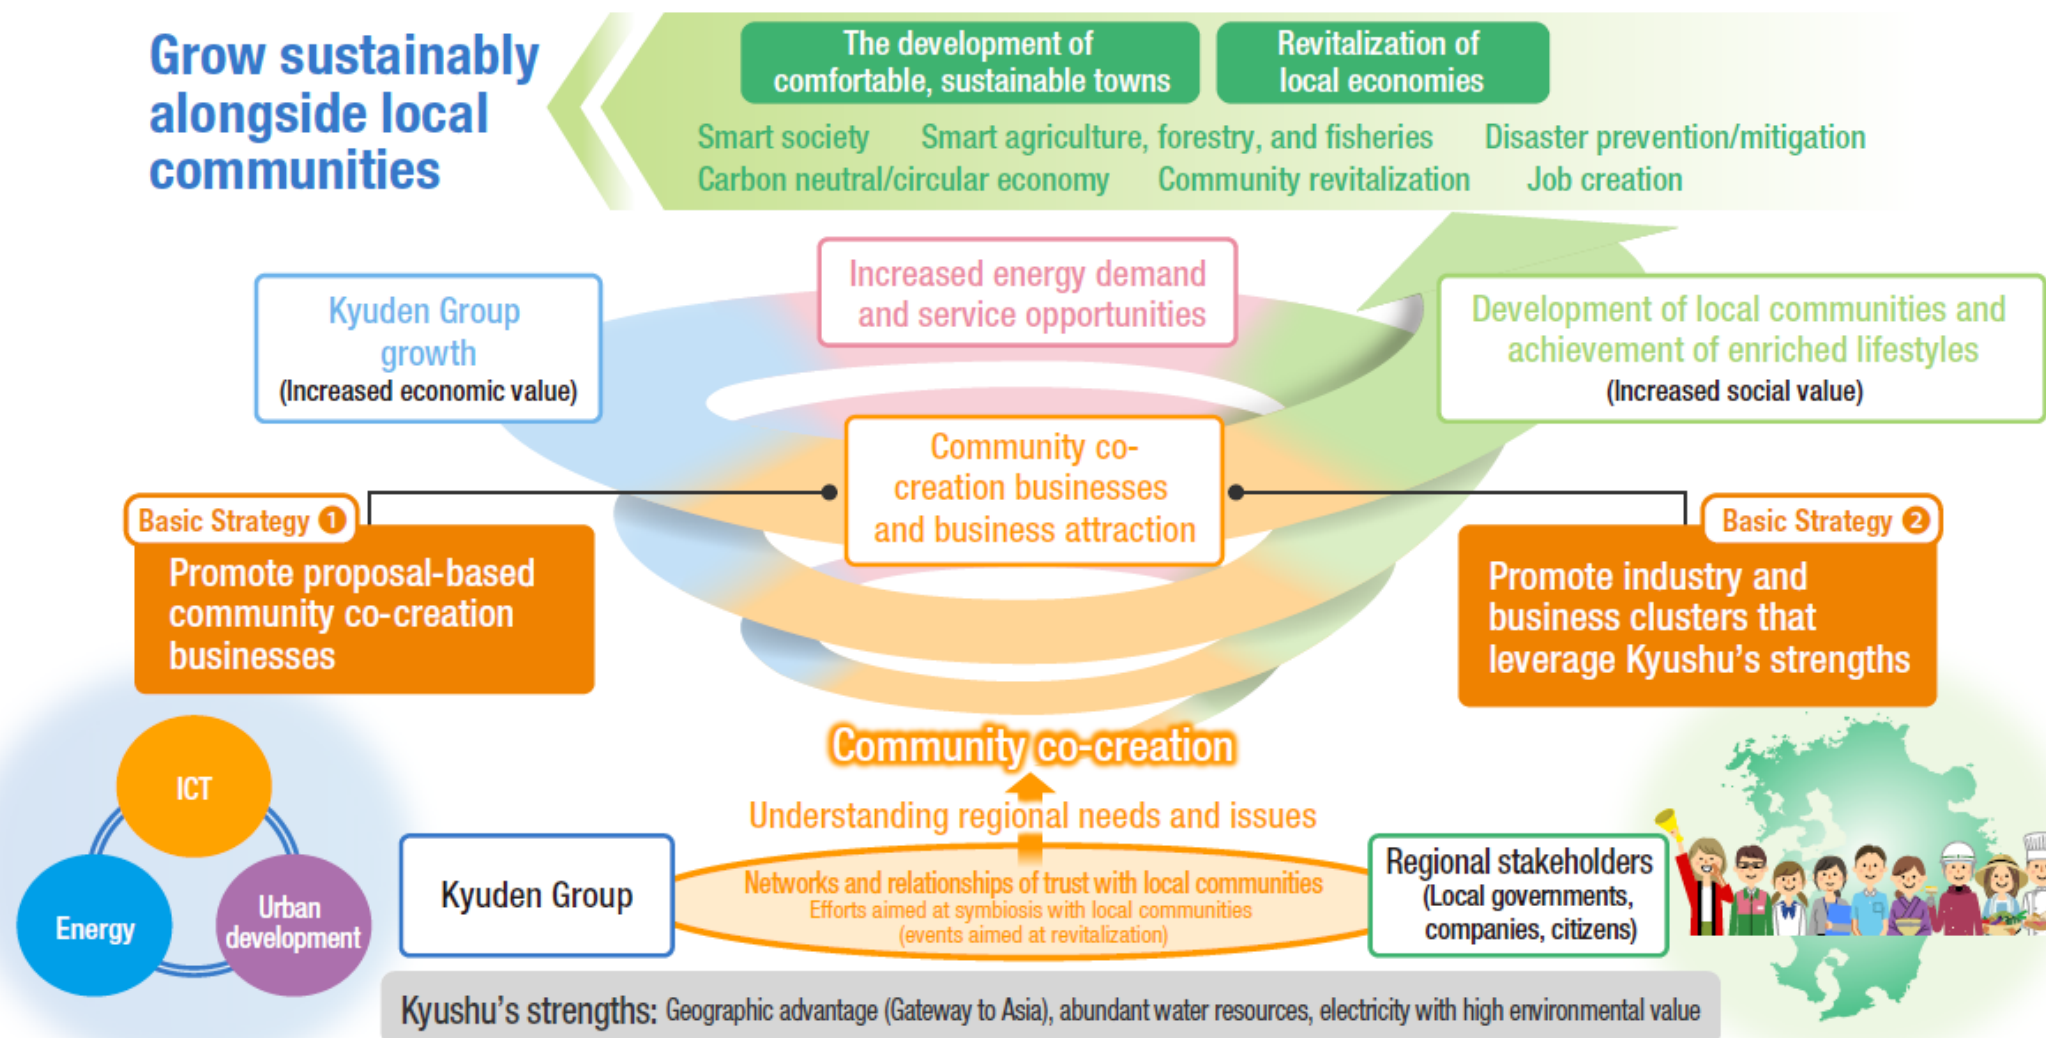 Grow sustainably
alongside local
communities
The development of
comfortable, sustainable towns
Revitalization of
local economies
Smart society
Smart agriculture, forestry, and fisheries
Disaster prevention/mitigation
Carbon neutral/circular economy
Community revitalization
Job creation
Kyuden Group
growth
(Increased economic value)
Increased energy demand
and service opportunities
Development of local communities and
achievement of enriched lifestyles
(Increased social value)
Community co-
creation businesses
and business attraction
Basic Strategy 1
Promote proposal-based
community co-creation
businesses
Basic Strategy 2
Promote industry and
business clusters that
leverage Kyushu's strengths
Community co-creation
Understanding regional needs and issues
ICT
Energy
Urban
development
Kyuden Group
Networks and relationships of trust with local communities
Efforts aimed at symbiosis with local communities
(events aimed at revitalization)
Regional stakeholders
(Local governments,
companies, citizens)
Kyushu's strengths: Geographic advantage (Gateway to Asia), abundant water resources, electricity with high environmental value